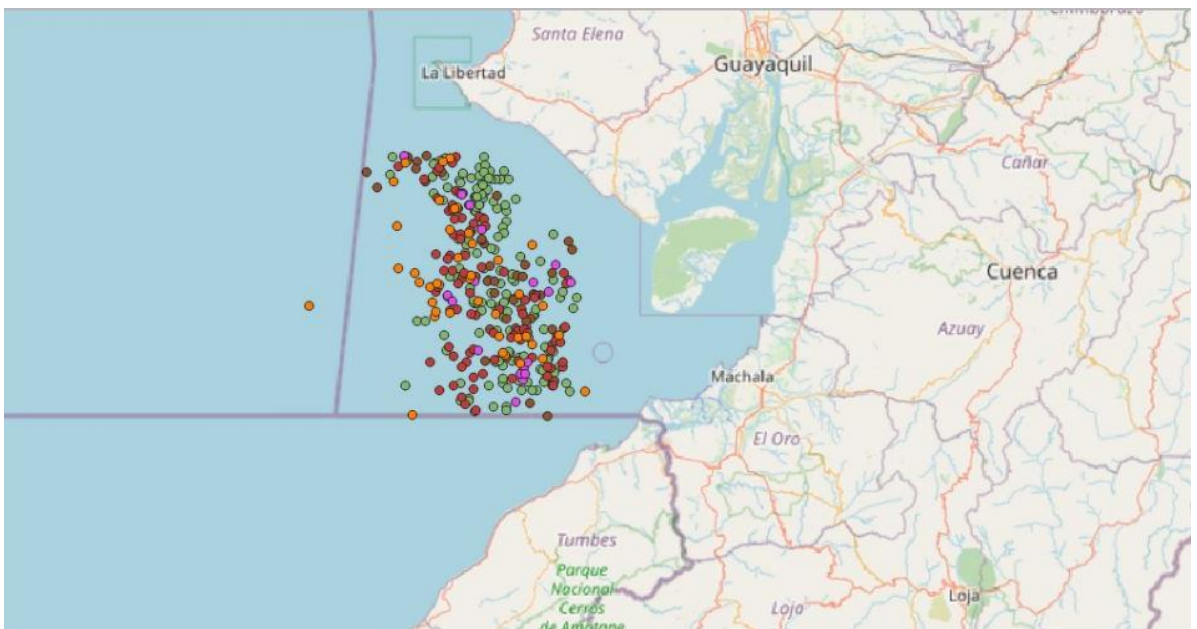 Santa Elena
Guayaquil
La Libertad
Cañar
Cuenca
Azuay
Machala
El Oro
Tumbes
Parque
Nacional
Cerros
de Amotape
Loja
Loja